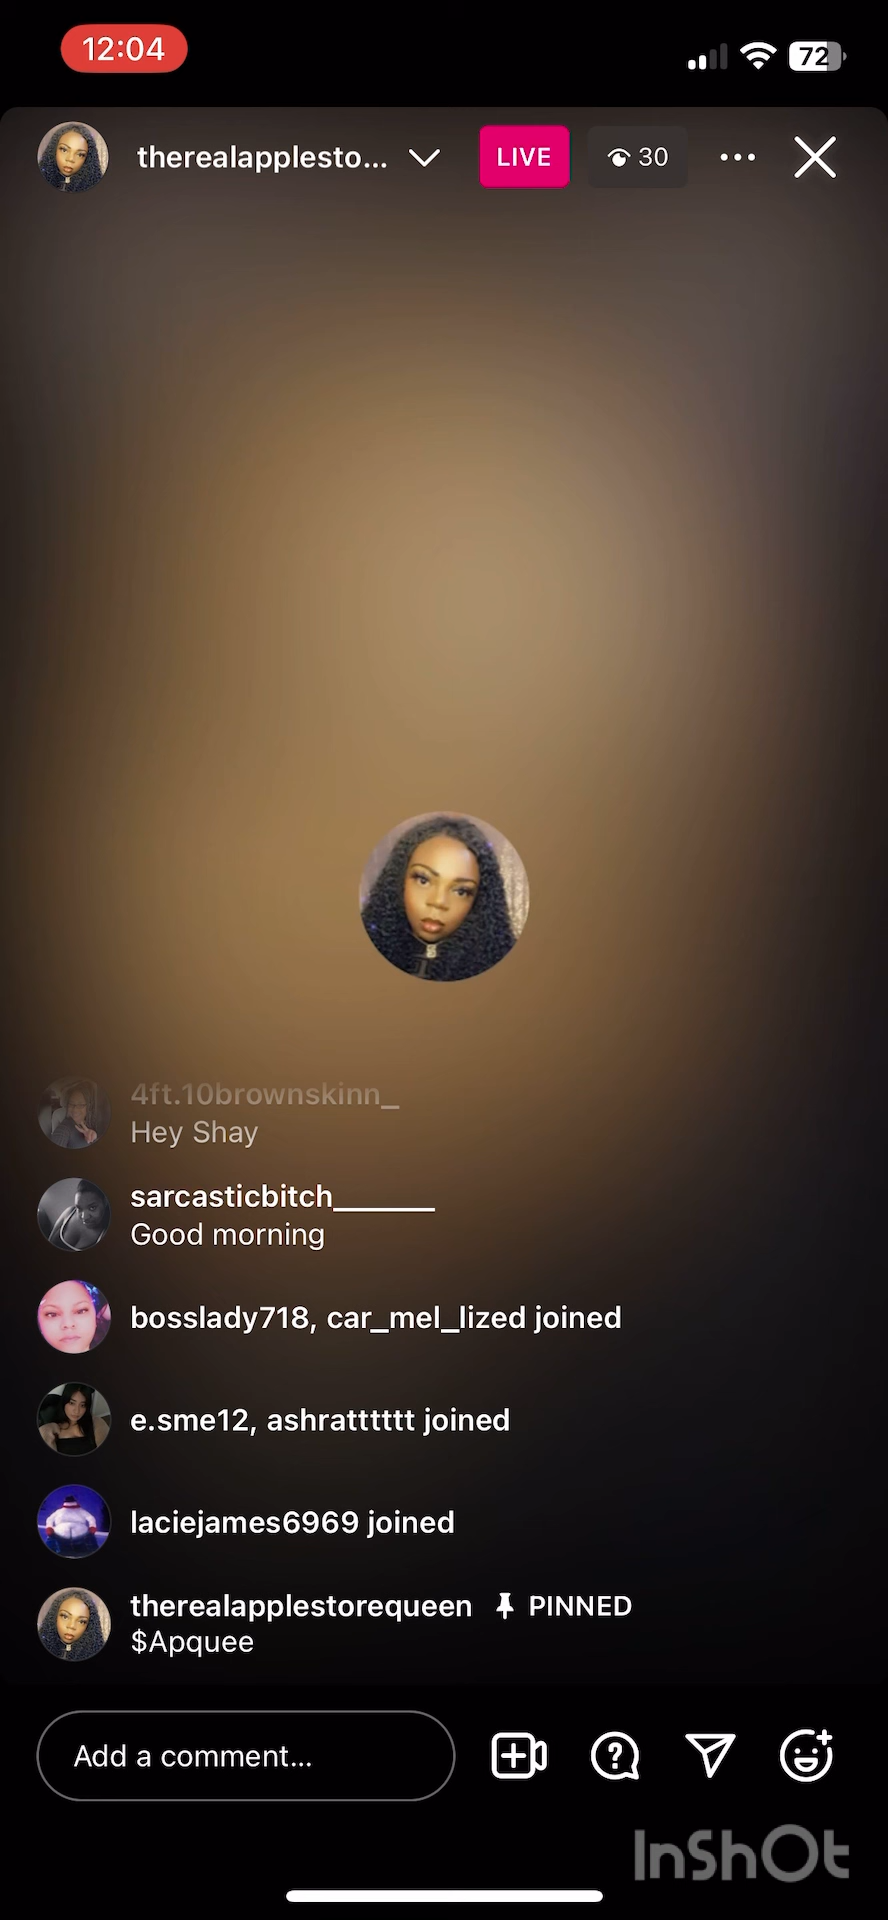 12:04
72
therealapplesto...
LIVE
30
4ft.10brownskinn_
Hey Shay
sarcasticbitch______
Good morning
bosslady718, car_mel_lized joined
e.sme12, ashratttttt joined
laciejames6969 joined
therealapplestorequeen PINNED
$Apquee
Add a comment...
InShOt